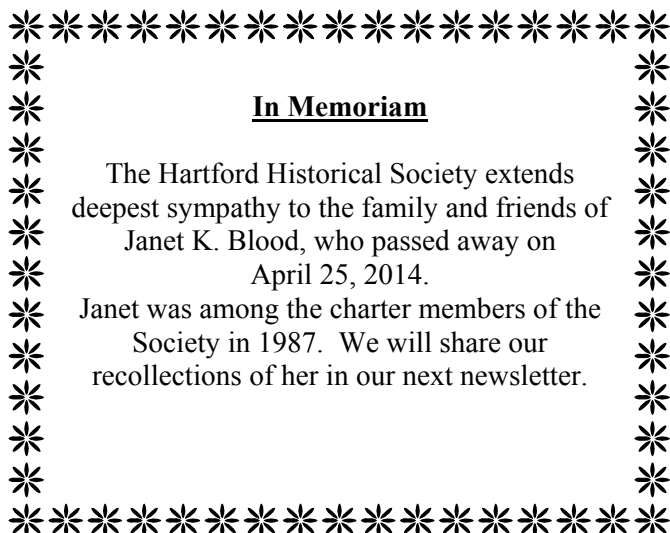 In Memoriam
The Hartford Historical Society extends
deepest sympathy to the family and friends of
Janet K. Blood, who passed away on
April 25, 2014.
Janet was among the charter members of the
Society in 1987.  We will share our
recollections of her in our next newsletter.